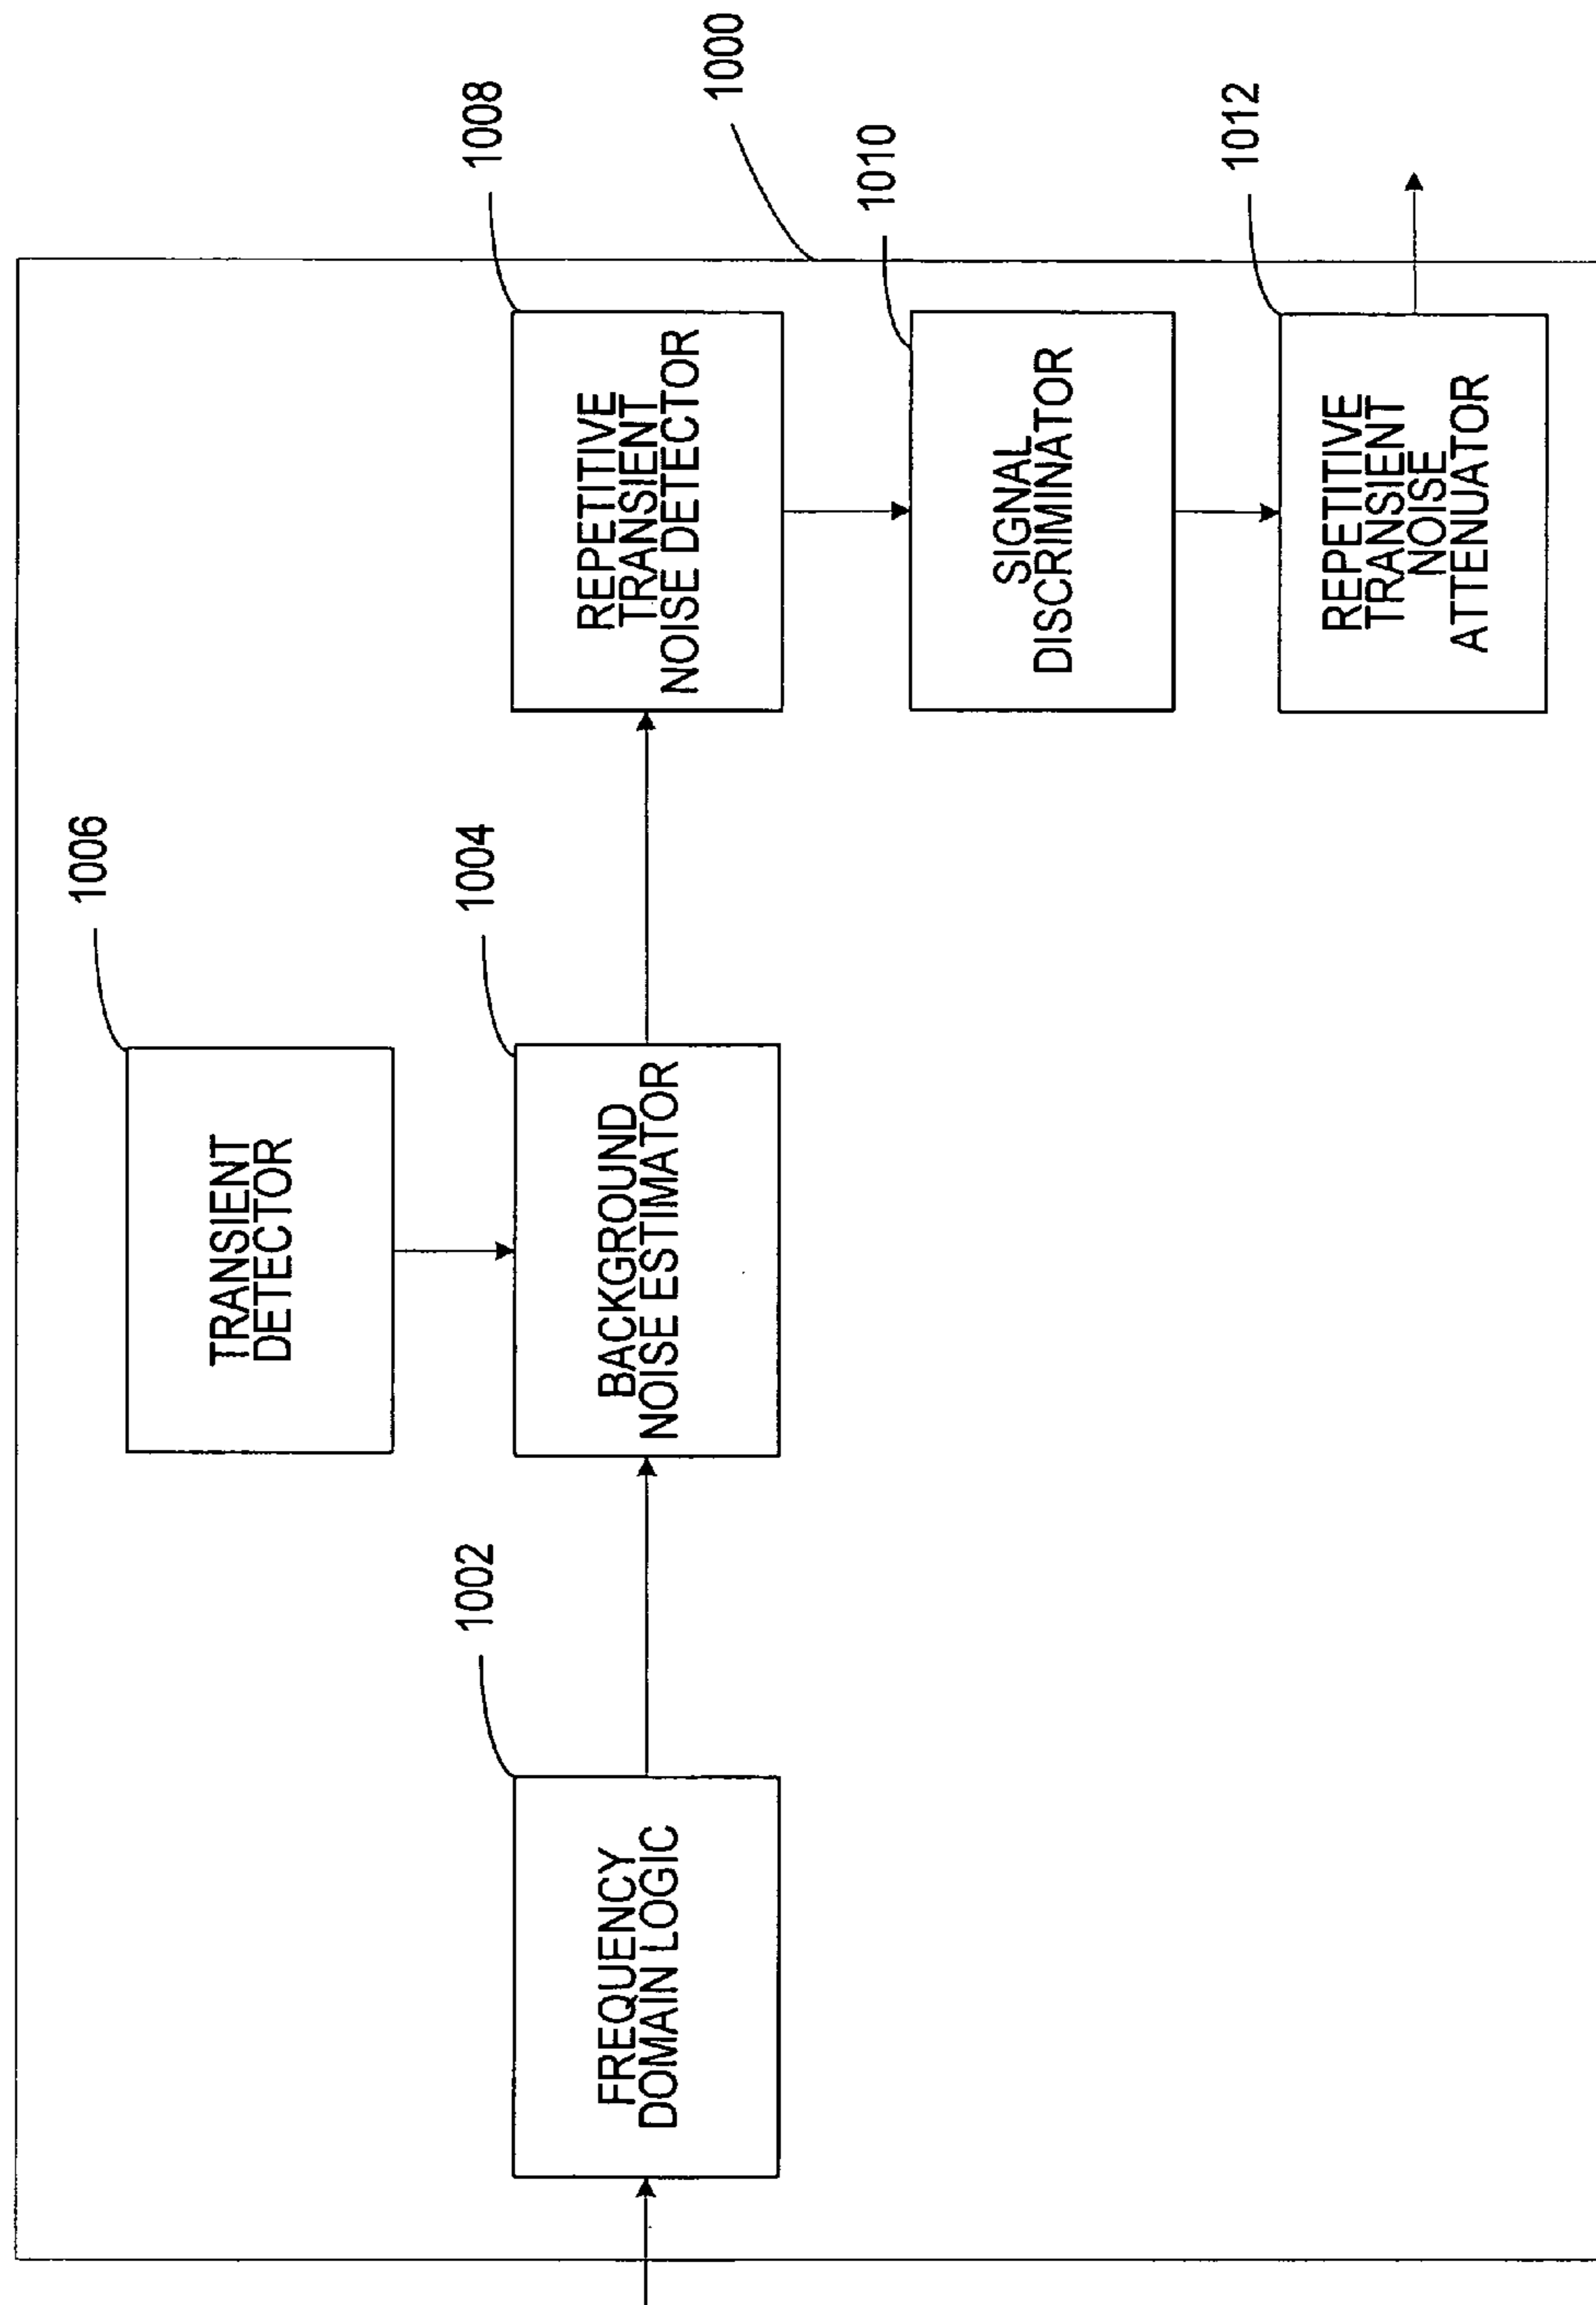 1006
TRANSIENT
DETECTOR
1002
FREQUENCY
DOMAIN LOGIC
1004
BACKGROUND
NOISE ESTIMATOR
1008
REPETITIVE
TRANSIENT
NOISE DETECTOR
1000
1010
SIGNAL
DISCRIMINATOR
1012
REPETITIVE
TRANSIENT
NOISE
ATTENUATOR